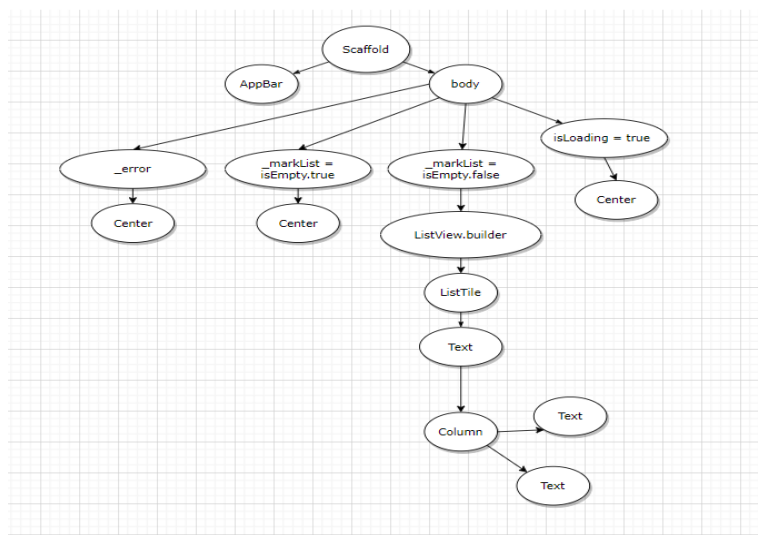 Scaffold
AppBar
body
isLoading = true
_error
_markList =
isEmpty.true
_markList =
isEmpty.false
Center
Center
Center
ListView.builder
ListTile
Text
Column
Text
Text